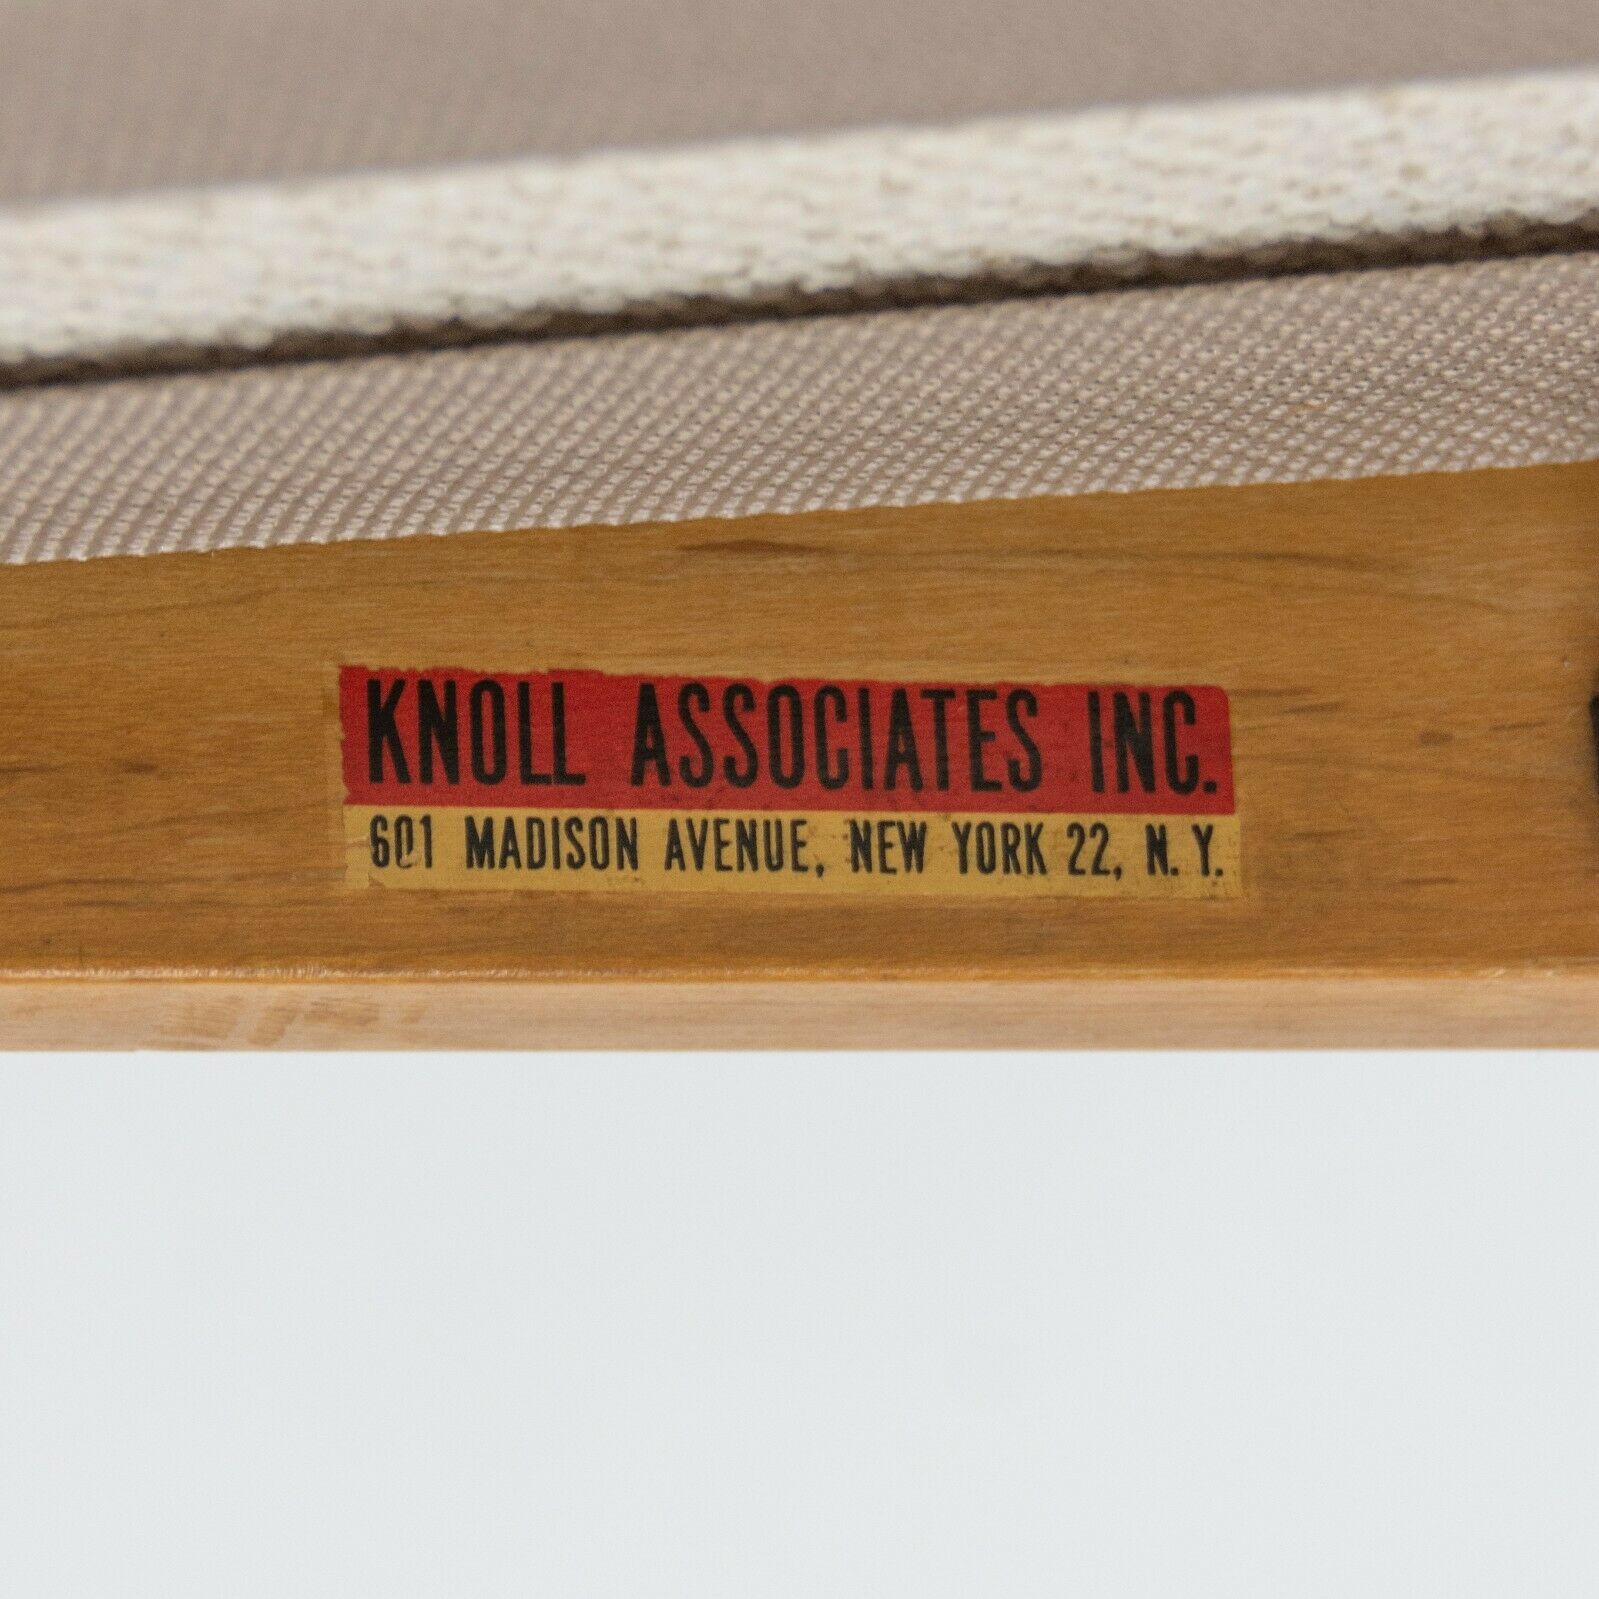 KNOLL ASSOCIATES INC.
601 MADISON AVENUE, NEW YORK 22, N. Y.